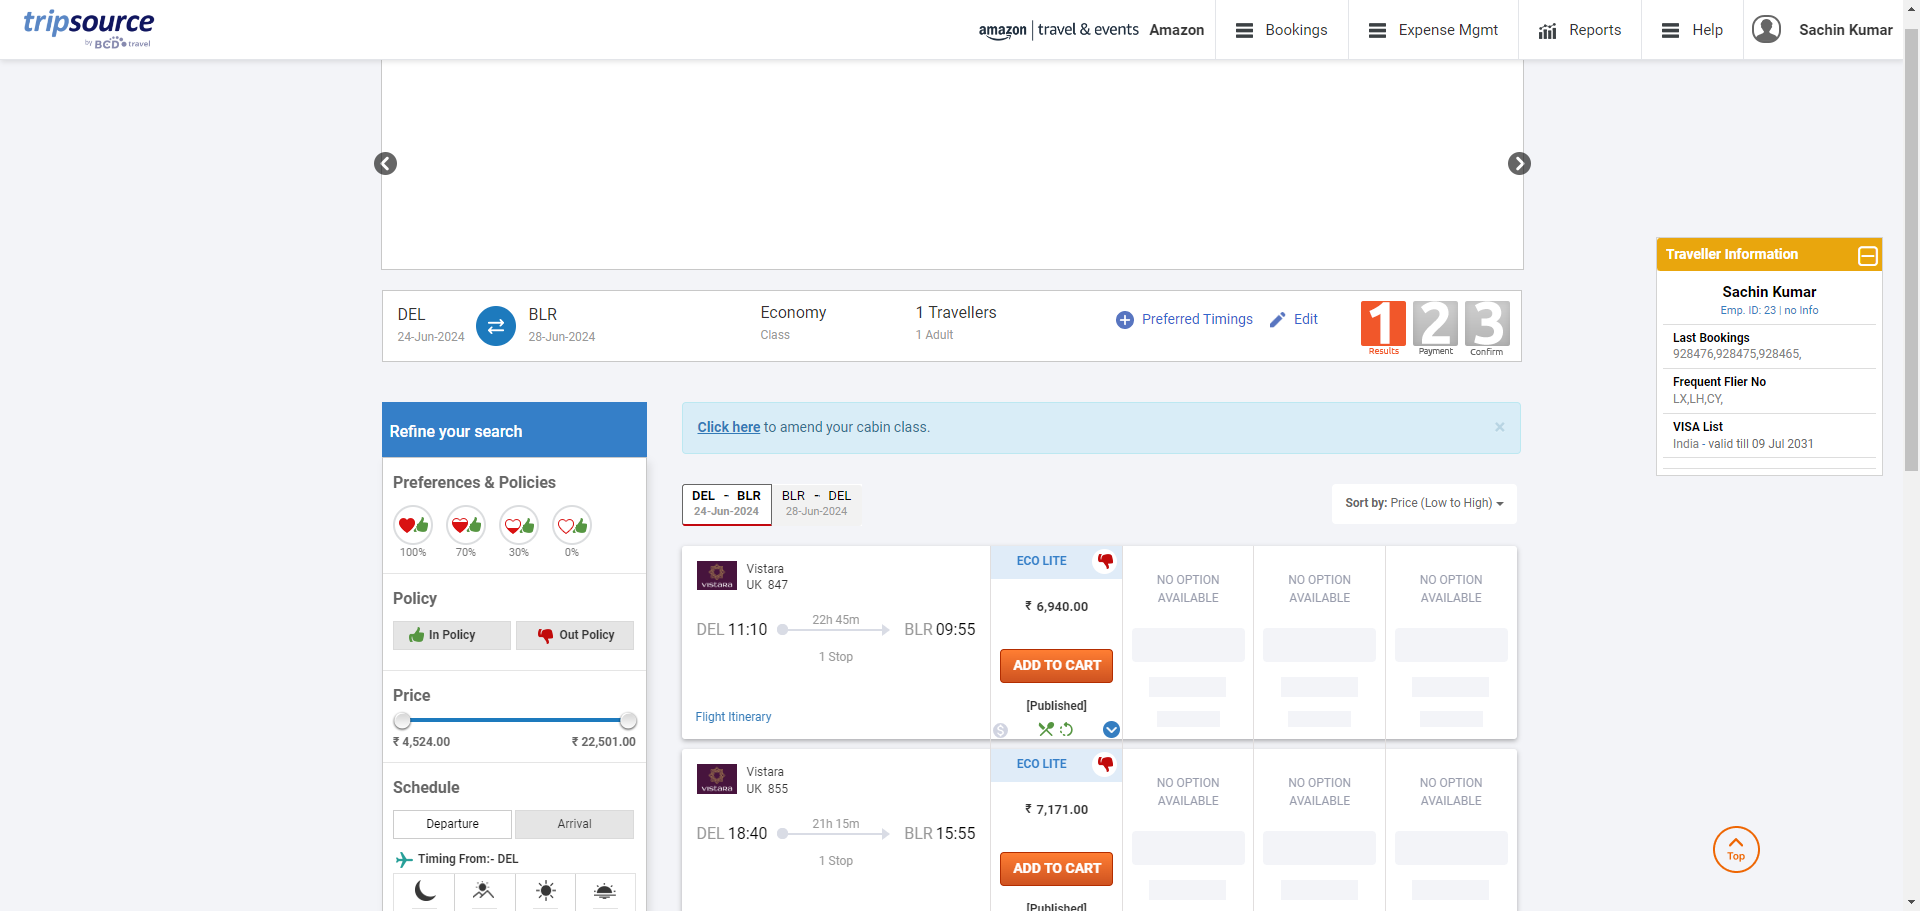 tripsource
by BCD travel
amazon | travel & events Amazon
Bookings
Expense Mgmt
Reports
Help
Sachin Kumar
DEL
24-Jun-2024
BLR
28-Jun-2024
Economy
Class
1 Travellers
1 Adult
Preferred Timings
Edit
1
Results
2
Payment
3
Confirm
Traveller Information
Sachin Kumar
Emp. ID: 23 | no Info
Last Bookings
928476,928475,928465,
Frequent Flier No
LX,LH,CY,
VISA List
India - valid till 09 Jul 2031
Refine your search
Preferences & Policies
100% 70% 30% 0%
Policy
In Policy
Out Policy
Price
₹ 4,524.00 ₹ 22,501.00
Schedule
Departure
Arrival
Timing From:- DEL
Click here to amend your cabin class.
×
DEL - BLR
24-Jun-2024
BLR - DEL
28-Jun-2024
Sort by: Price (Low to High)
VISTARA
Vistara
UK 847
DEL 11:10
22h 45m
1 Stop
BLR 09:55
Flight Itinerary
ECO LITE
₹ 6,940.00
ADD TO CART
[Published]
$
NO OPTION
AVAILABLE
NO OPTION
AVAILABLE
NO OPTION
AVAILABLE
VISTARA
Vistara
UK 855
DEL 18:40
21h 15m
1 Stop
BLR 15:55
ECO LITE
₹ 7,171.00
ADD TO CART
[Published]
NO OPTION
AVAILABLE
NO OPTION
AVAILABLE
NO OPTION
AVAILABLE
Top